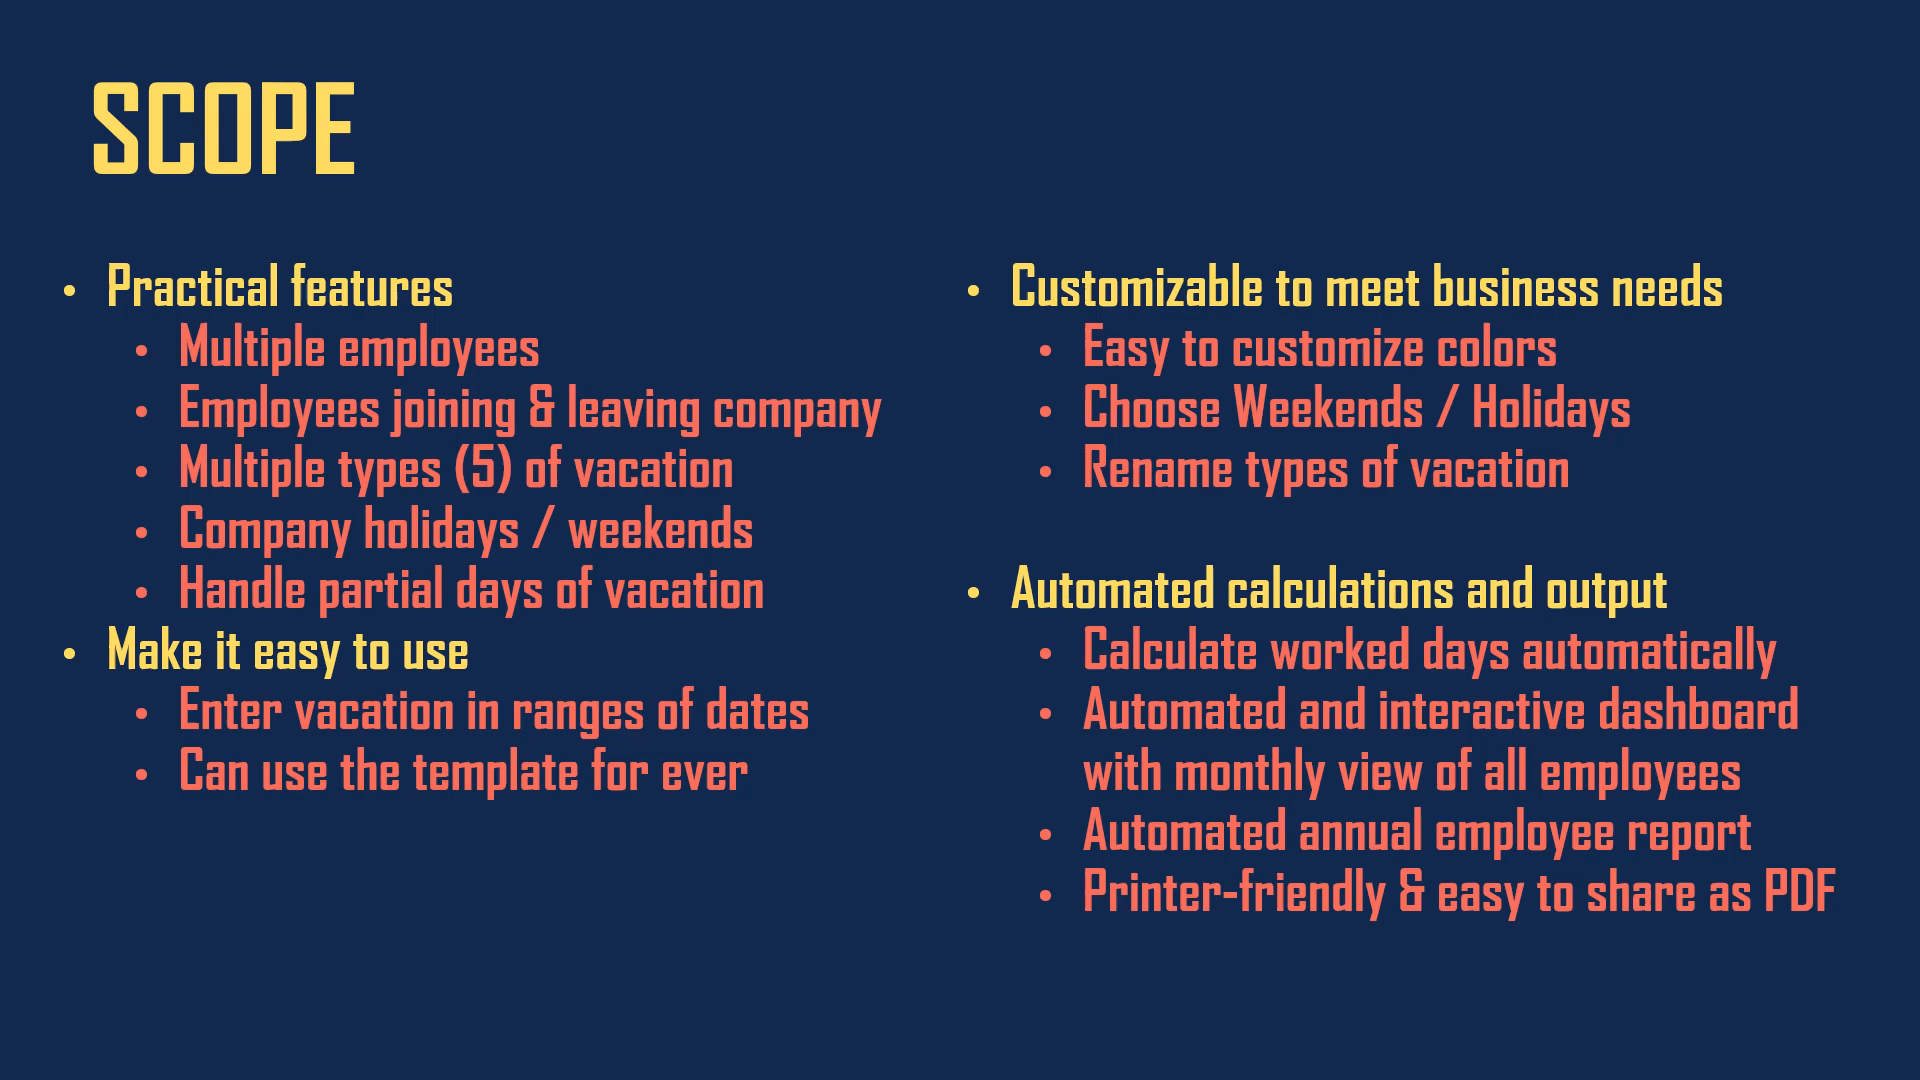 SCOPE
• Practical features
• Multiple employees
• Employees joining & leaving company
• Multiple types (5) of vacation
• Company holidays / weekends
• Handle partial days of vacation
• Make it easy to use
• Enter vacation in ranges of dates
• Can use the template for ever
• Customizable to meet business needs
• Easy to customize colors
• Choose Weekends / Holidays
• Rename types of vacation
• Automated calculations and output
• Calculate worked days automatically
• Automated and interactive dashboard
with monthly view of all employees
• Automated annual employee report
• Printer-friendly & easy to share as PDF